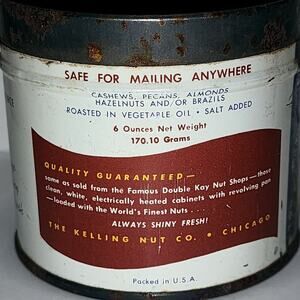 SAFE FOR MAILING ANYWHERE
CASHEWS, PECANS, ALMONDS
HAZELNUTS AND/OR BRAZILS
ROASTED IN VEGETABLE OIL • SALT ADDED
6 Ounces Net Weight
170.10 Grams
QUALITY GUARANTEED—
same as sold from the Famous Double Kay Nut Shops—those
clean, white, electrically heated cabinets with revolving pan
—loaded with the World's Finest Nuts . . .
ALWAYS SHINY FRESH!
THE KELLING NUT CO. • CHICAGO
Packed in U.S.A.